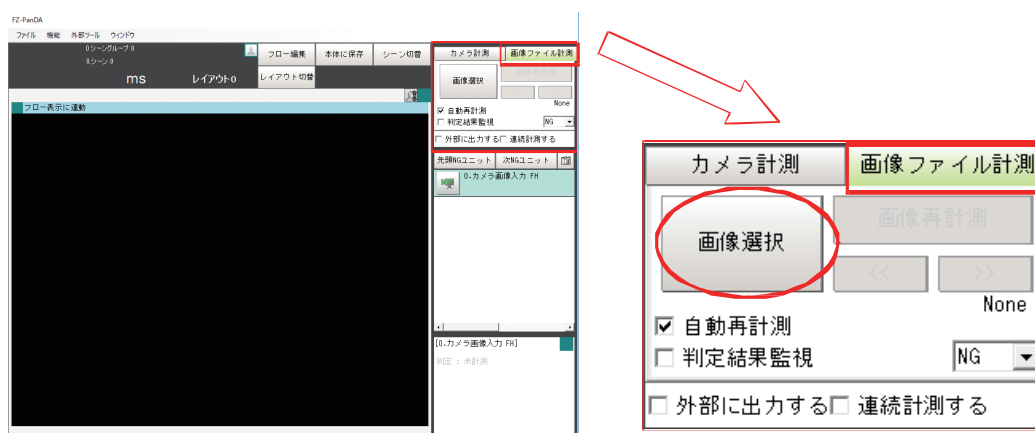 FZ-PanDA
ファイル 機能 外部ツール ウィンドウ
0.シーングループ 0
0.シーン 0
ms
レイアウト0
フロー編集
本体に保存
シーン切替
レイアウト切替
フロー表示に連動
カメラ計測
画像ファイル計測
画像選択
画像再計測
<<
>>
None
自動再計測
判定結果監視
NG
外部に出力する
連続計測する
先頭NGユニット
次NGユニット
0.カメラ画像入力 FH
[0.カメラ画像入力 FH]
判定 : 未計測
カメラ計測
画像ファイル計測
画像選択
画像再計測
<<
>>
None
自動再計測
判定結果監視
NG
外部に出力する
連続計測する